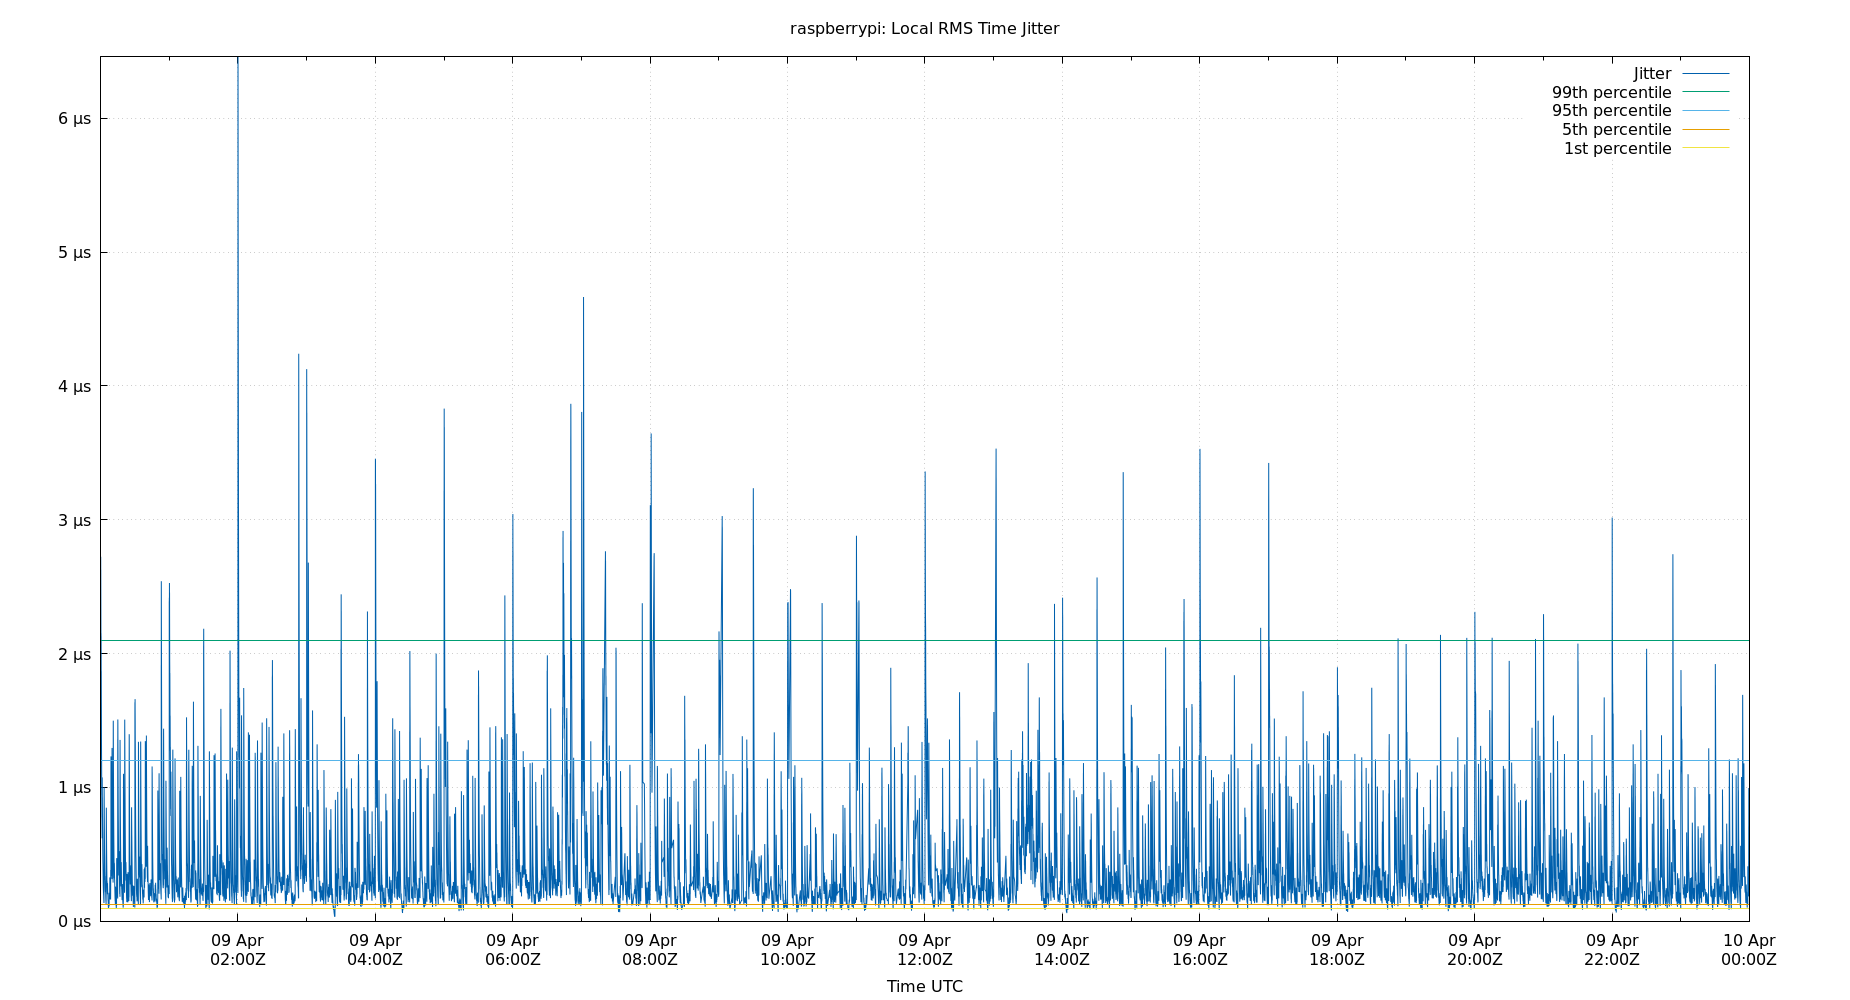 raspberrypi: Local RMS Time Jitter
Jitter
99th percentile
95th percentile
5th percentile
1st percentile
6 µs
5 µs
4 µs
3 µs
2 µs
1 µs
0 µs
09 Apr 09 Apr 09 Apr 09 Apr 09 Apr 09 Apr 09 Apr 09 Apr 09 Apr 09 Apr 09 Apr 10 Apr
02:00Z 04:00Z 06:00Z 08:00Z 10:00Z 12:00Z 14:00Z 16:00Z 18:00Z 20:00Z 22:00Z 00:00Z
Time UTC